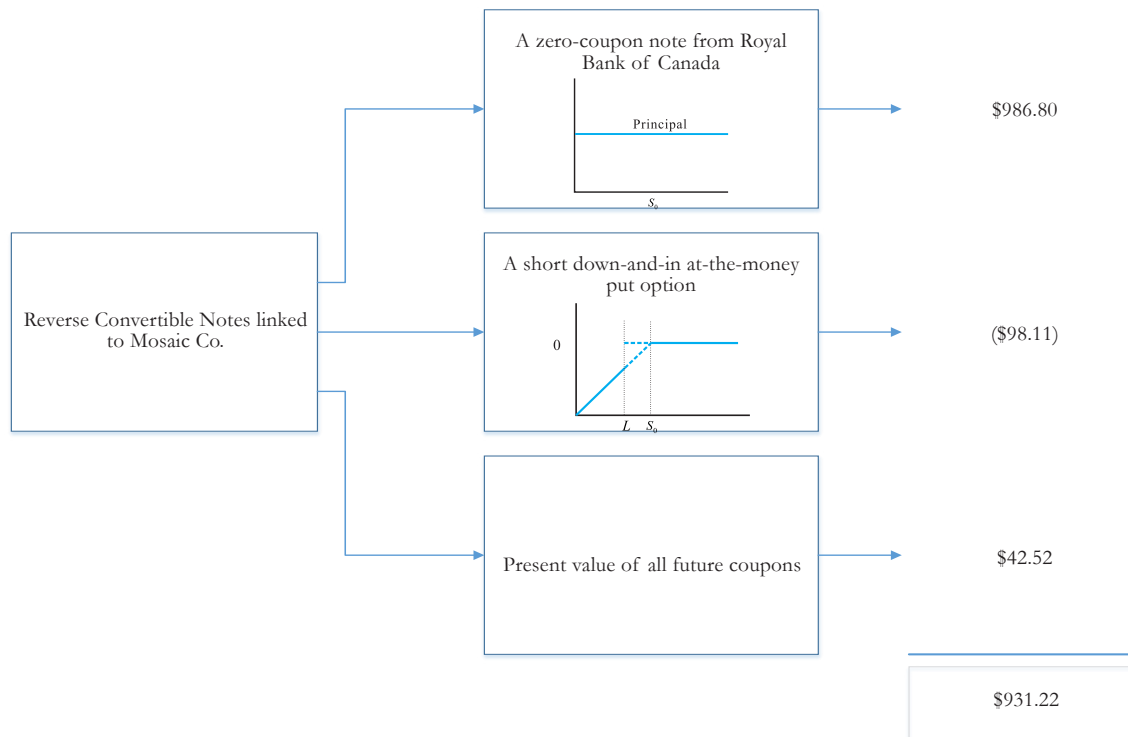 A zero-coupon note from Royal
Bank of Canada
Principal
S₀
$986.80
Reverse Convertible Notes linked
to Mosaic Co.
A short down-and-in at-the-money
put option
0
L S₀
($98.11)
Present value of all future coupons
$42.52
$931.22